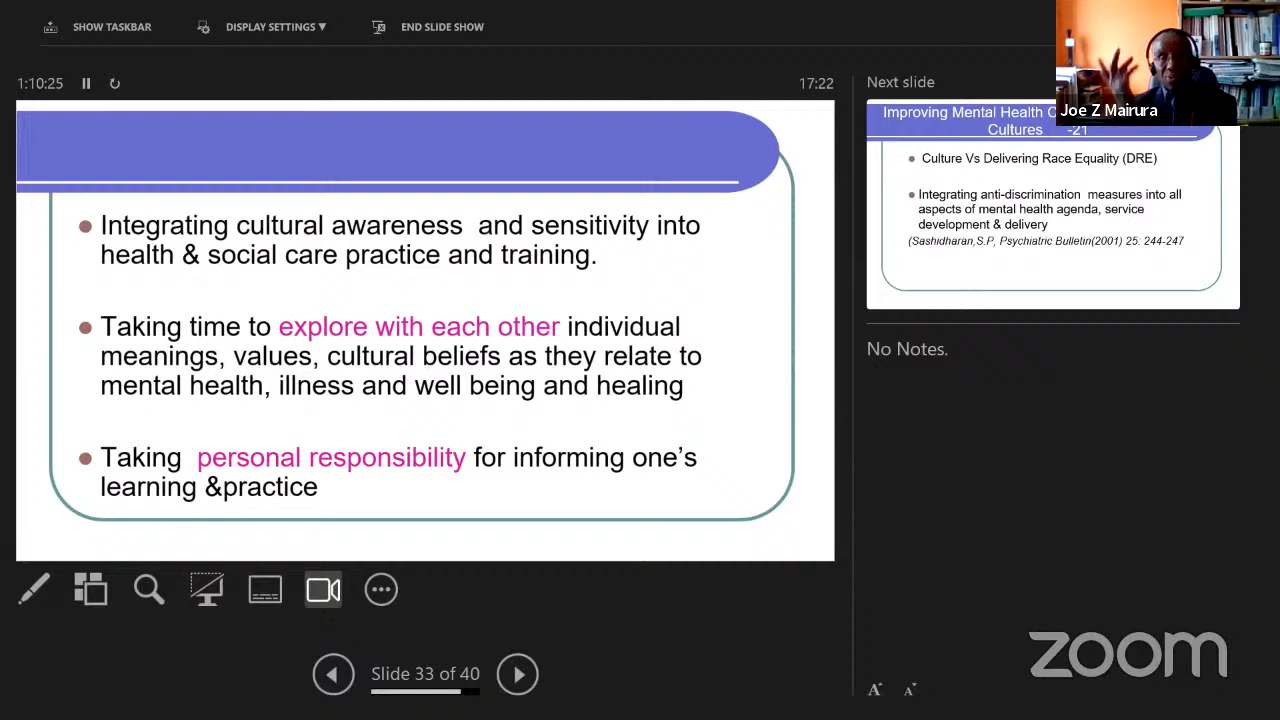 SHOW TASKBAR
DISPLAY SETTINGS ▼
END SLIDE SHOW
1:10:25
17:22
Integrating cultural awareness and sensitivity into
health & social care practice and training.
Taking time to explore with each other individual
meanings, values, cultural beliefs as they relate to
mental health, illness and well being and healing
Taking personal responsibility for informing one's
learning &practice
Slide 33 of 40
Next slide
Joe Z Mairura
Improving Mental Health
Cultures -21
Culture Vs Delivering Race Equality (DRE)
Integrating anti-discrimination measures into all
aspects of mental health agenda, service
development & delivery
(Sashidharan,S.P, Psychiatric Bulletin(2001) 25: 244-247
No Notes.
zoom
A A